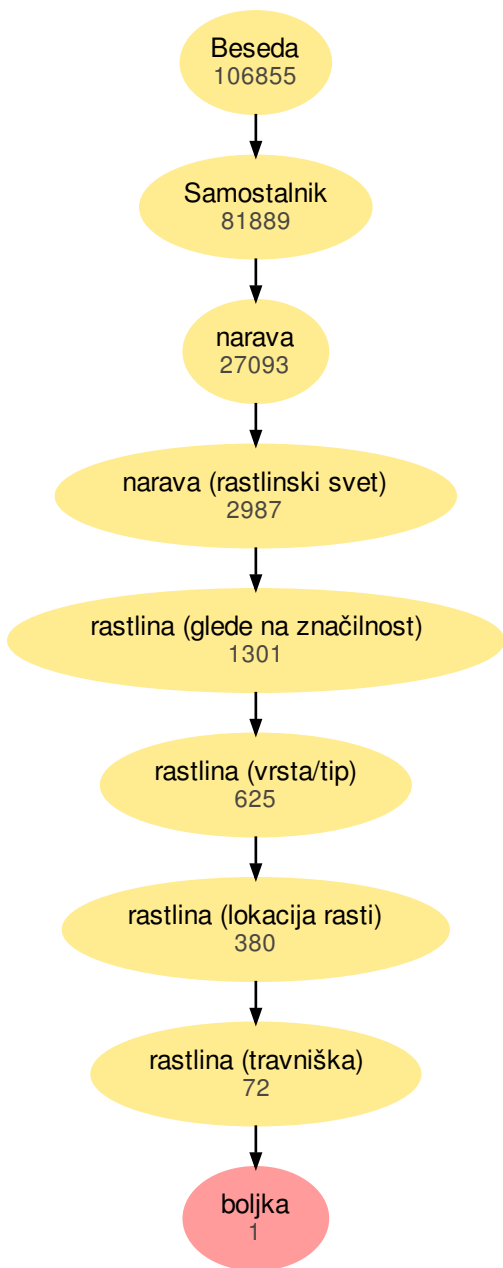 Beseda
106855
Samostalnik
81889
narava
27093
narava (rastlinski svet)
2987
rastlina (glede na značilnost)
1301
rastlina (vrsta/tip)
625
rastlina (lokacija rasti)
380
rastlina (travniška)
72
boljka
1